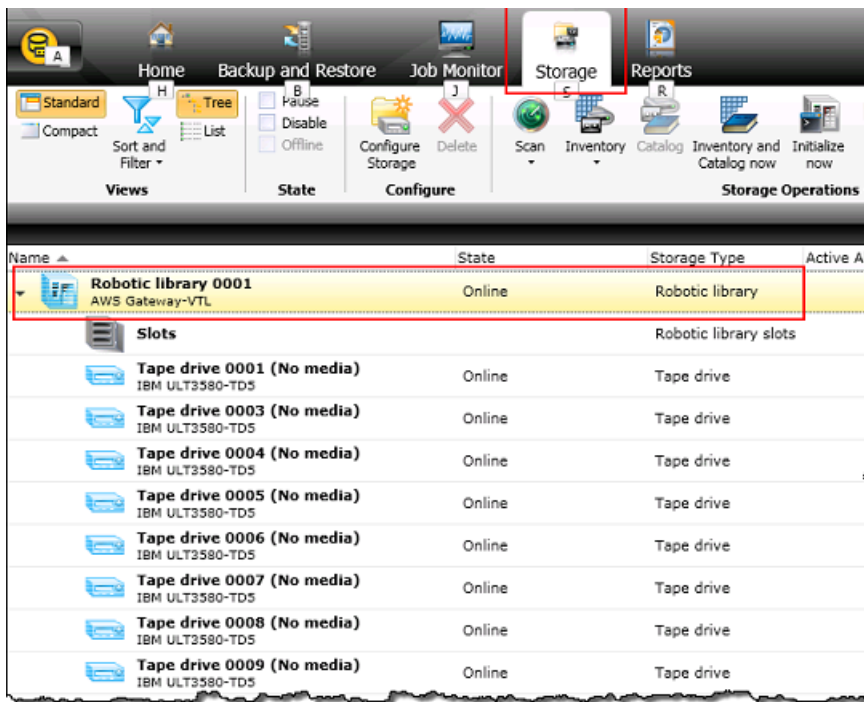 A
Home
Backup and Restore
Job Monitor
Storage
Reports
H
B
J
S
R
Standard
Compact
Sort and
Filter
Tree
List
Views
Pause
Disable
Offline
State
Configure
Storage
Delete
Configure
Scan
Inventory
Catalog
Inventory and
Catalog now
Initialize
now
Storage Operations
Name State Storage Type Active A
Robotic library 0001
AWS Gateway-VTL
Online Robotic library
Slots Robotic library slots
Tape drive 0001 (No media)
IBM ULT3580-TD5
Online Tape drive
Tape drive 0003 (No media)
IBM ULT3580-TD5
Online Tape drive
Tape drive 0004 (No media)
IBM ULT3580-TD5
Online Tape drive
Tape drive 0005 (No media)
IBM ULT3580-TD5
Online Tape drive
Tape drive 0006 (No media)
IBM ULT3580-TD5
Online Tape drive
Tape drive 0007 (No media)
IBM ULT3580-TD5
Online Tape drive
Tape drive 0008 (No media)
IBM ULT3580-TD5
Online Tape drive
Tape drive 0009 (No media)
IBM ULT3580-TD5
Online Tape drive